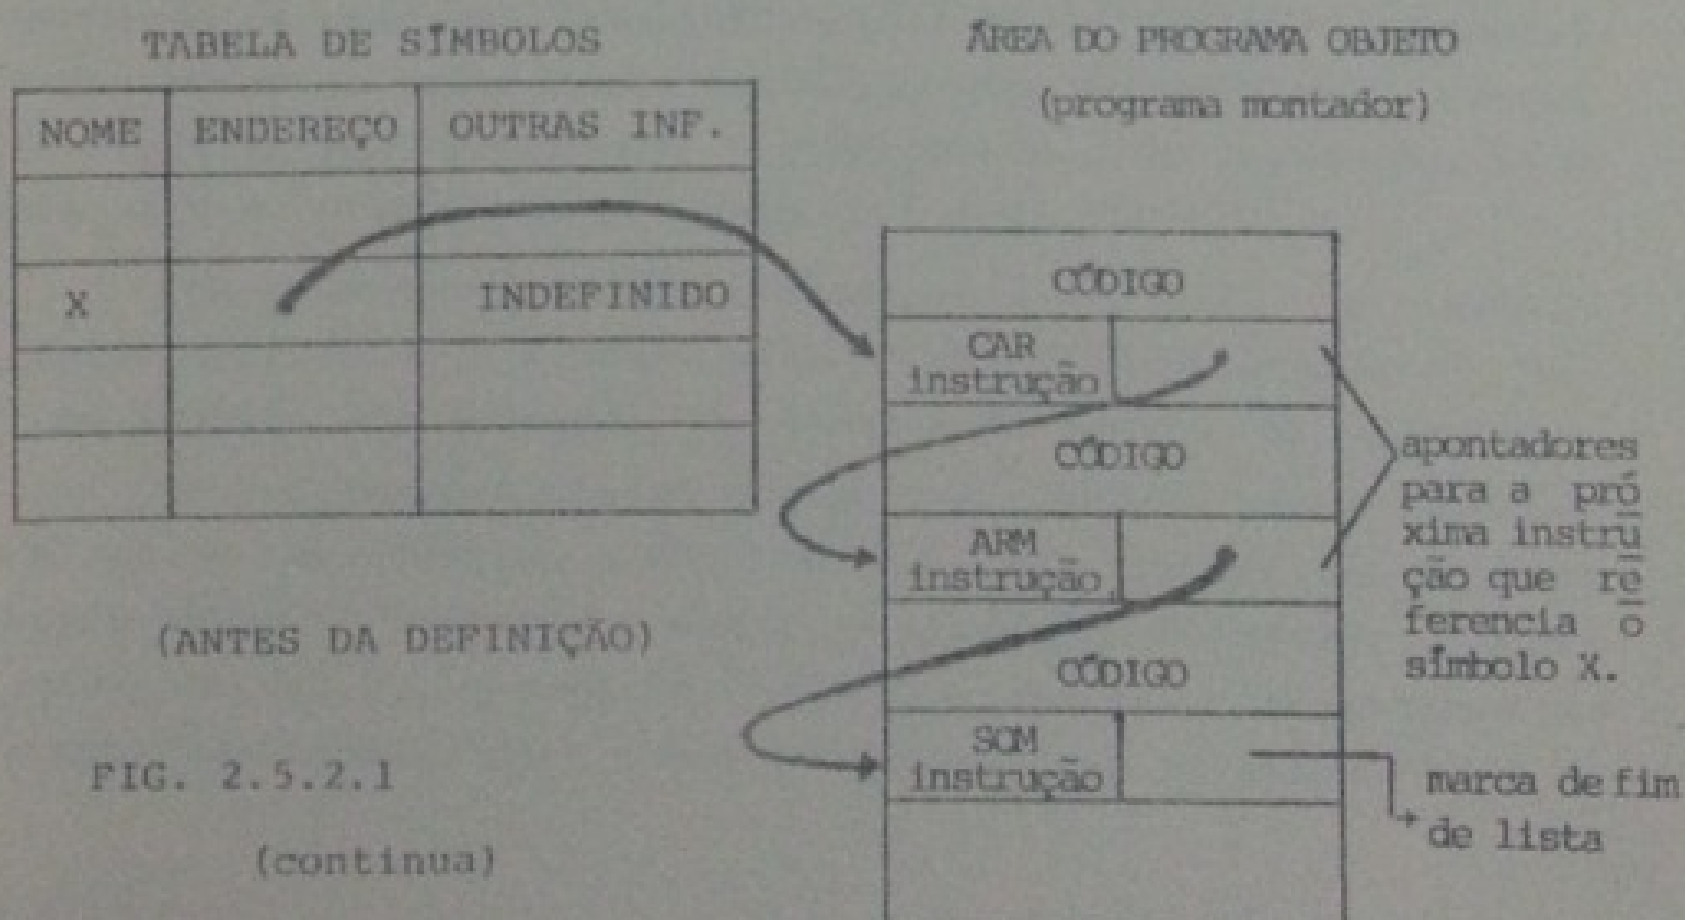 TABELA DE SÍMBOLOS
NOME ENDEREÇO OUTRAS INF.
X INDEFINIDO
(ANTES DA DEFINIÇÃO)
FIG. 2.5.2.1
(continua)
ÁREA DO PROGRAMA OBJETO
(programa montador)
CÓDIGO
CAR
instrução
CÓDIGO
ARM
instrução
CÓDIGO
SOM
instrução
apontadores
para a pró
xima instru
ção que re
ferencia o
símbolo X.
marca de fim
de lista